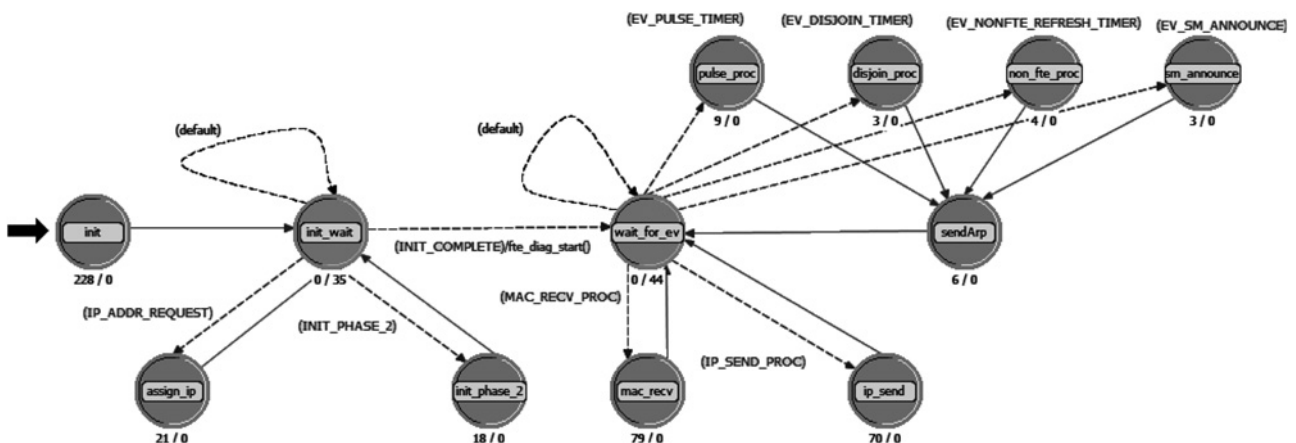 (EV_PULSE_TIMER)
(EV_DISJOIN_TIMER)
(EV_NONFTE_REFRESH_TIMER)
(EV_SM_ANNOUNCE)
pulse_proc
disjoin_proc
non_fte_proc
sm_announce
9 / 0
3 / 0
4 / 0
3 / 0
(default)
(default)
init
init_wait
wait_for_ev
sendArp
(INIT_COMPLETE)/fte_diag_start()
228 / 0
0 / 35
0 / 44
6 / 0
(IP_ADDR_REQUEST)
(INIT_PHASE_2)
(MAC_RECV_PROC)
(IP_SEND_PROC)
assign_ip
init_phase_2
mac_recv
ip_send
21 / 0
18 / 0
79 / 0
70 / 0